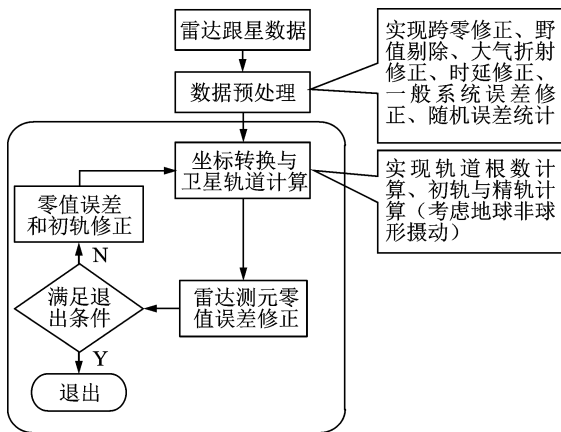 雷达跟星数据
数据预处理
实现跨零修正、野
值剔除、大气折射
修正、时延修正、
一般系统误差修
正、随机误差统计
坐标转换与
卫星轨道计算
实现轨道根数计
算、初轨与精轨计
算（考虑地球非球
形摄动）
零值误差
和初轨修正
N
满足退
出条件
雷达测元零
值误差修正
Y
退出